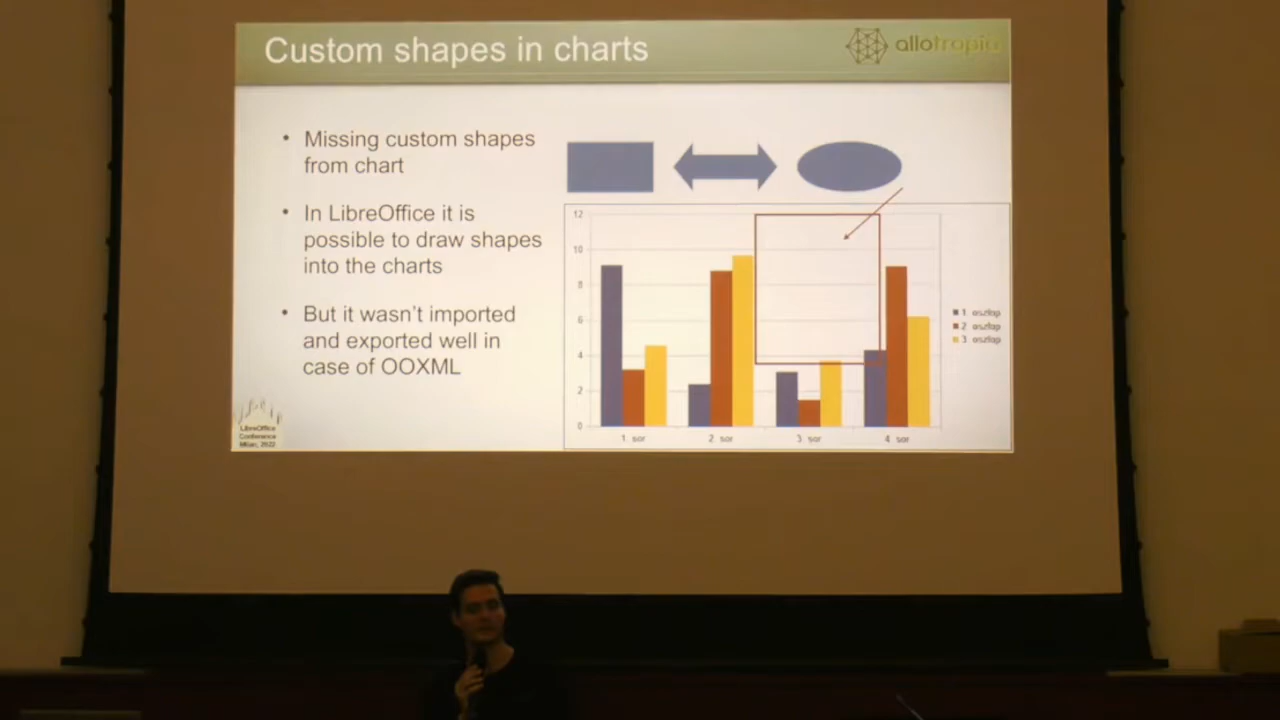 Custom shapes in charts
allotropia
• Missing custom shapes
from chart
• In LibreOffice it is
possible to draw shapes
into the charts
• But it wasn't imported
and exported well in
case of OOXML
12
10
8
6
4
2
0
1. sor
2. sor
3. sor
4. sor
1. oszlop
2. oszlop
3. oszlop
LibreOffice
Conference
Milan, 2022